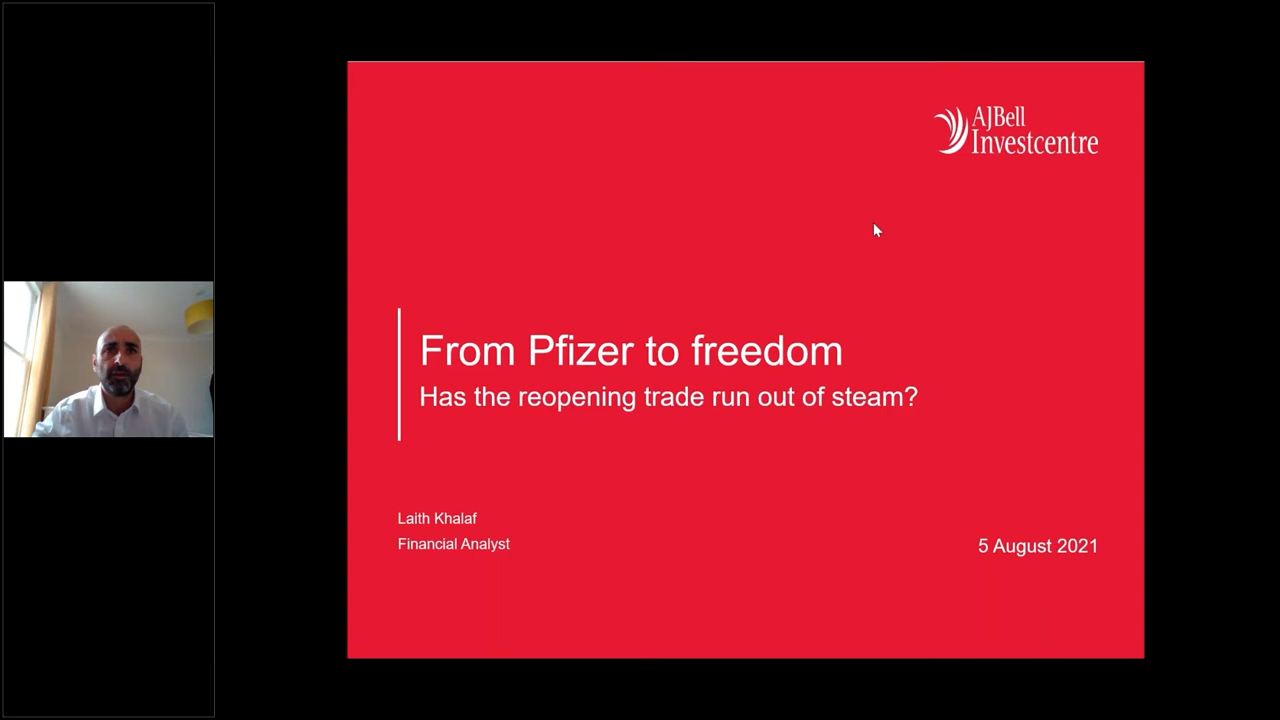 AJBell
Investcentre
From Pfizer to freedom
Has the reopening trade run out of steam?
Laith Khalaf
Financial Analyst
5 August 2021